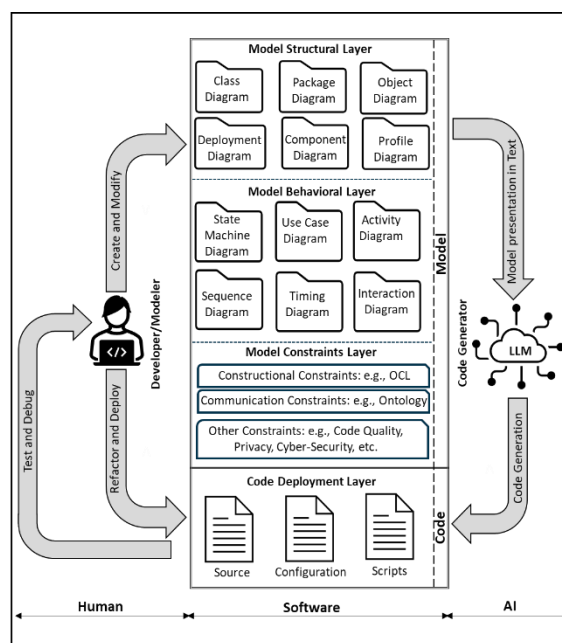 Model Structural Layer
Class
Diagram
Package
Diagram
Object
Diagram
Deployment
Diagram
Component
Diagram
Profile
Diagram
Model Behavioral Layer
State
Machine
Diagram
Use Case
Diagram
Activity
Diagram
Sequence
Diagram
Timing
Diagram
Interaction
Diagram
Model Constraints Layer
Constructional Constraints: e.g., OCL
Communication Constraints: e.g., Ontology
Other Constraints: e.g., Code Quality,
Privacy, Cyber-Security, etc.
Code Deployment Layer
Source
Configuration
Scripts
Model
Code
Create and Modify
Developer/Modeler
Refactor and Deploy
Test and Debug
Model presentation in Text
Code Generator
LLM
Code Generation
Human
Software
AI